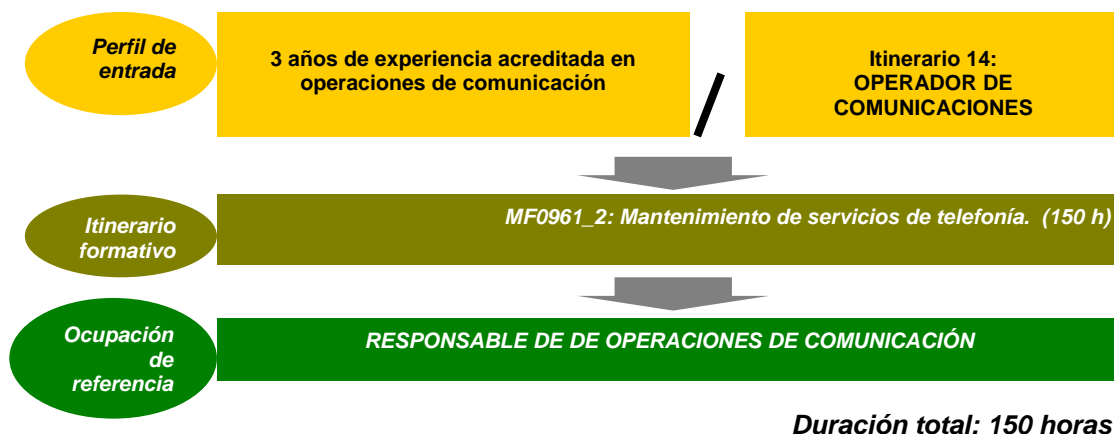 Perfil de
entrada
3 años de experiencia acreditada en
operaciones de comunicación
/
Itinerario 14:
OPERADOR DE
COMUNICACIONES
Itinerario
formativo
MF0961_2: Mantenimiento de servicios de telefonía. (150 h)
Ocupación
de
referencia
RESPONSABLE DE DE OPERACIONES DE COMUNICACIÓN
Duración total: 150 horas